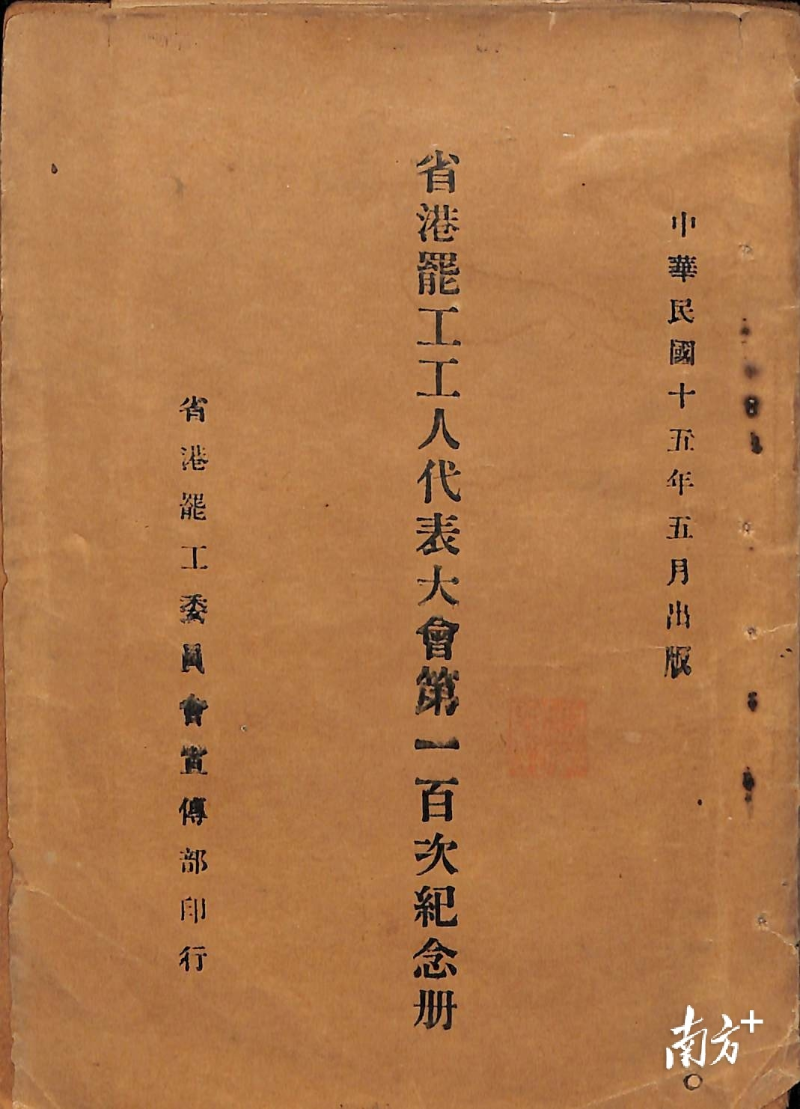 中華民國十五年五月出版
省港罷工工人代表大會第一百次紀念册
省港罷工委員會宣傳部印行
南方+